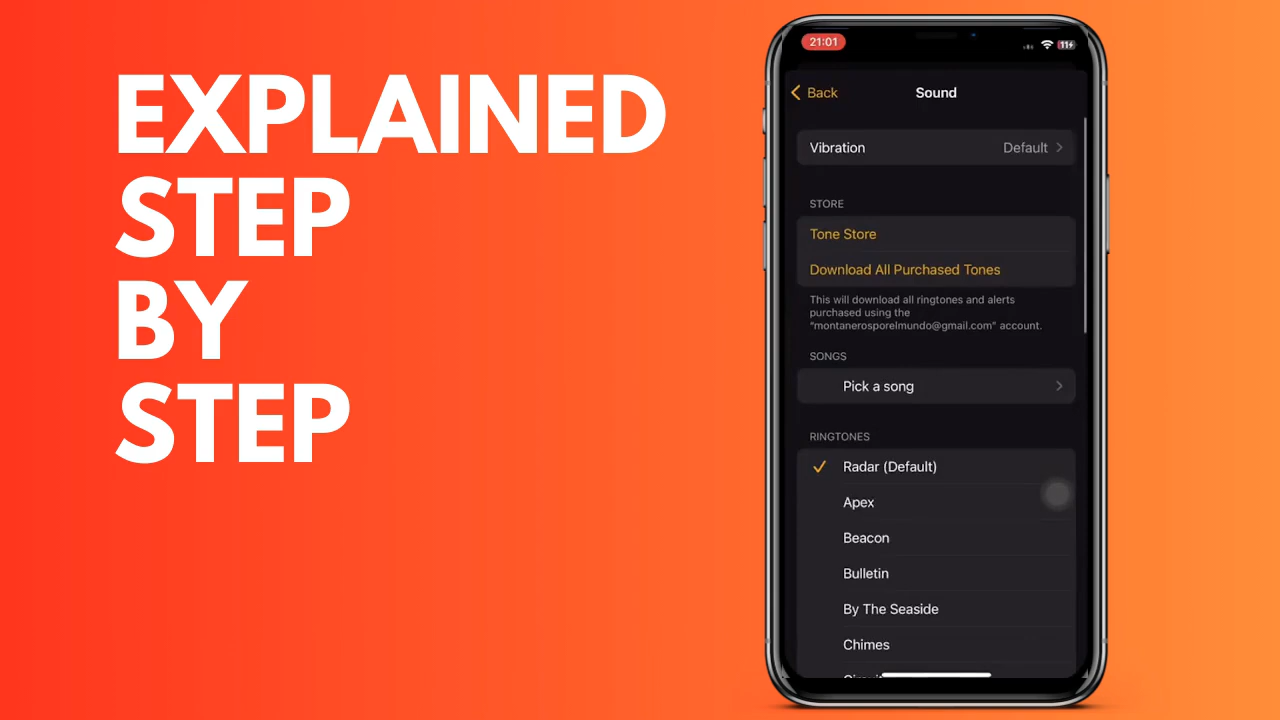 EXPLAINED
STEP
BY
STEP
21:01
11
Back
Sound
Vibration
Default
STORE
Tone Store
Download All Purchased Tones
This will download all ringtones and alerts
purchased using the
“montanerosporelmundo@gmail.com” account.
SONGS
Pick a song
RINGTONES
Radar (Default)
Apex
Beacon
Bulletin
By The Seaside
Chimes